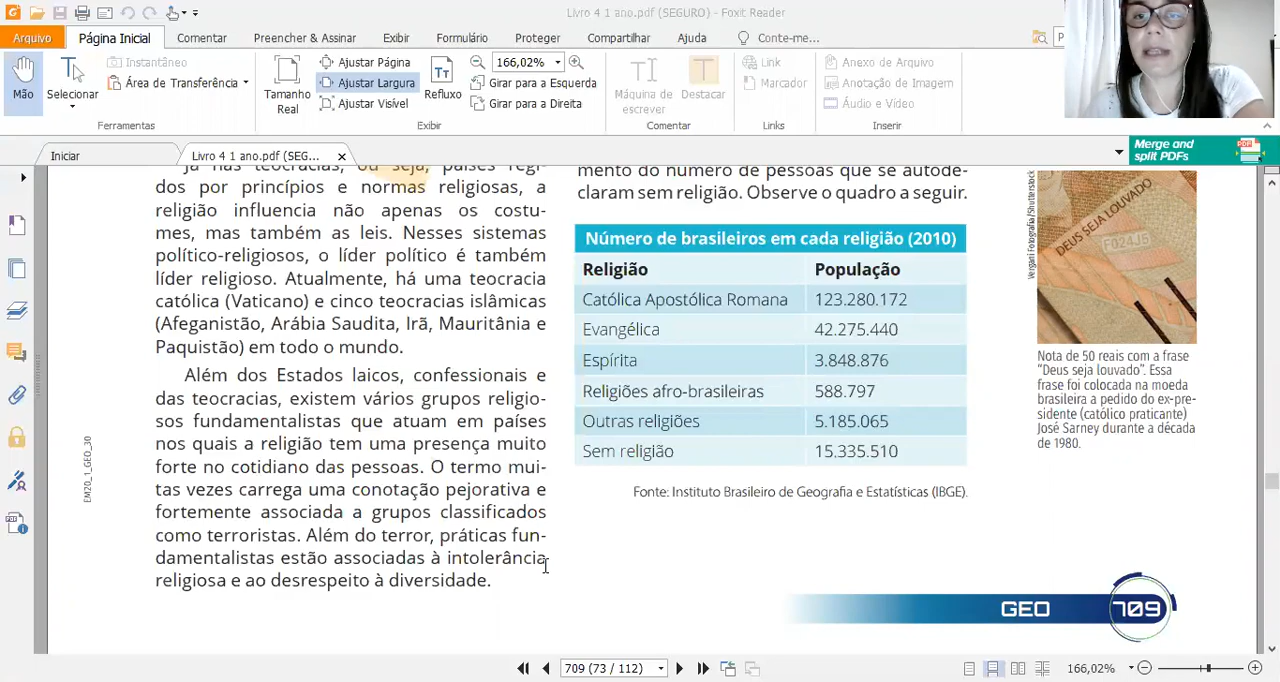 Livro 4 1 ano.pdf (SEGURO) - Foxit Reader
Arquivo
Página Inicial
Comentar
Preencher & Assinar
Exibir
Formulário
Proteger
Compartilhar
Ajuda
Conte-me...
Mão
Selecionar
Instantâneo
Área de Transferência
Ferramentas
Tamanho
Real
Ajustar Página
Ajustar Largura
Ajustar Visível
Refluxo
166,02%
Girar para a Esquerda
Girar para a Direita
Exibir
Máquina de
escrever
Destacar
Comentar
Link
Marcador
Links
Anexo de Arquivo
Anotação de Imagem
Áudio e Vídeo
Inserir
Iniciar
Livro 4 1 ano.pdf (SEG...
Merge and
split PDFs
Já nas teocracias, ou seja, países regi-
dos por princípios e normas religiosas, a
religião influencia não apenas os costu-
mes, mas também as leis. Nesses sistemas
político-religiosos, o líder político é também
líder religioso. Atualmente, há uma teocracia
católica (Vaticano) e cinco teocracias islâmicas
(Afeganistão, Arábia Saudita, Irã, Mauritânia e
Paquistão) em todo o mundo.
Além dos Estados laicos, confessionais e
das teocracias, existem vários grupos religio-
sos fundamentalistas que atuam em países
nos quais a religião tem uma presença muito
forte no cotidiano das pessoas. O termo mui-
tas vezes carrega uma conotação pejorativa e
fortemente associada a grupos classificados
como terroristas. Além do terror, práticas fun-
damentalistas estão associadas à intolerância
religiosa e ao desrespeito à diversidade.
EM20_1_GEO_30
mento do número de pessoas que se autode-
claram sem religião. Observe o quadro a seguir.
Número de brasileiros em cada religião (2010)
Religião População
Católica Apostólica Romana 123.280.172
Evangélica 42.275.440
Espírita 3.848.876
Religiões afro-brasileiras 588.797
Outras religiões 5.185.065
Sem religião 15.335.510
Fonte: Instituto Brasileiro de Geografia e Estatísticas (IBGE).
Vergani Fotografia/Shutterstock
DEUS SEJA LOUVADO
F024J5
Nota de 50 reais com a frase
"Deus seja louvado". Essa
frase foi colocada na moeda
brasileira a pedido do ex-pre-
sidente (católico praticante)
José Sarney durante a década
de 1980.
GEO 709
709 (73 / 112)
166,02%